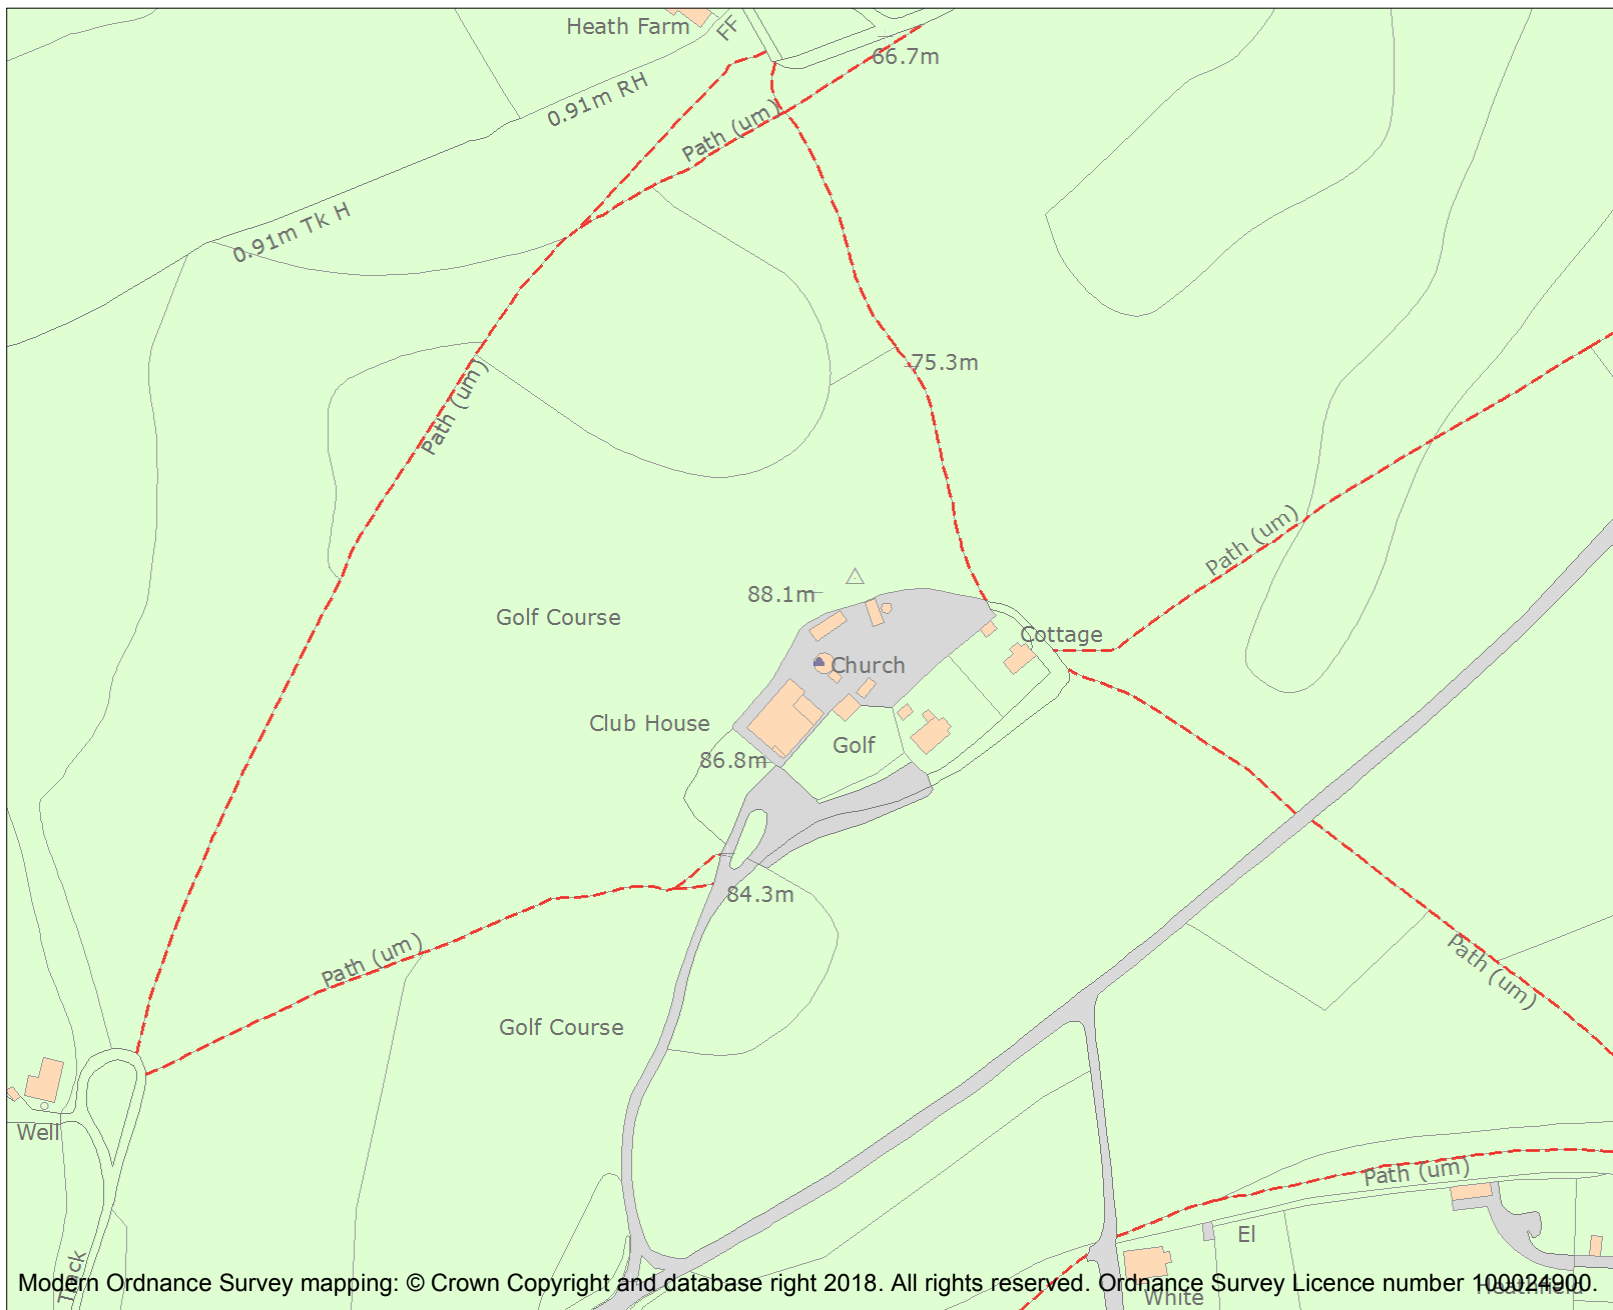 Heath Farm
FF
66.7m
0.91m RH
Path (um)
0.91m Tk H
75.3m
Path (um)
Path (um)
88.1m
Golf Course
Cottage
Church
Club House
Golf
86.8m
84.3m
Path (um)
Path (um)
Golf Course
Well
Path (um)
El
Track
Modern Ordnance Survey mapping: © Crown Copyright and database right 2018. All rights reserved. Ordnance Survey Licence number 100024900.
Heathfield
White